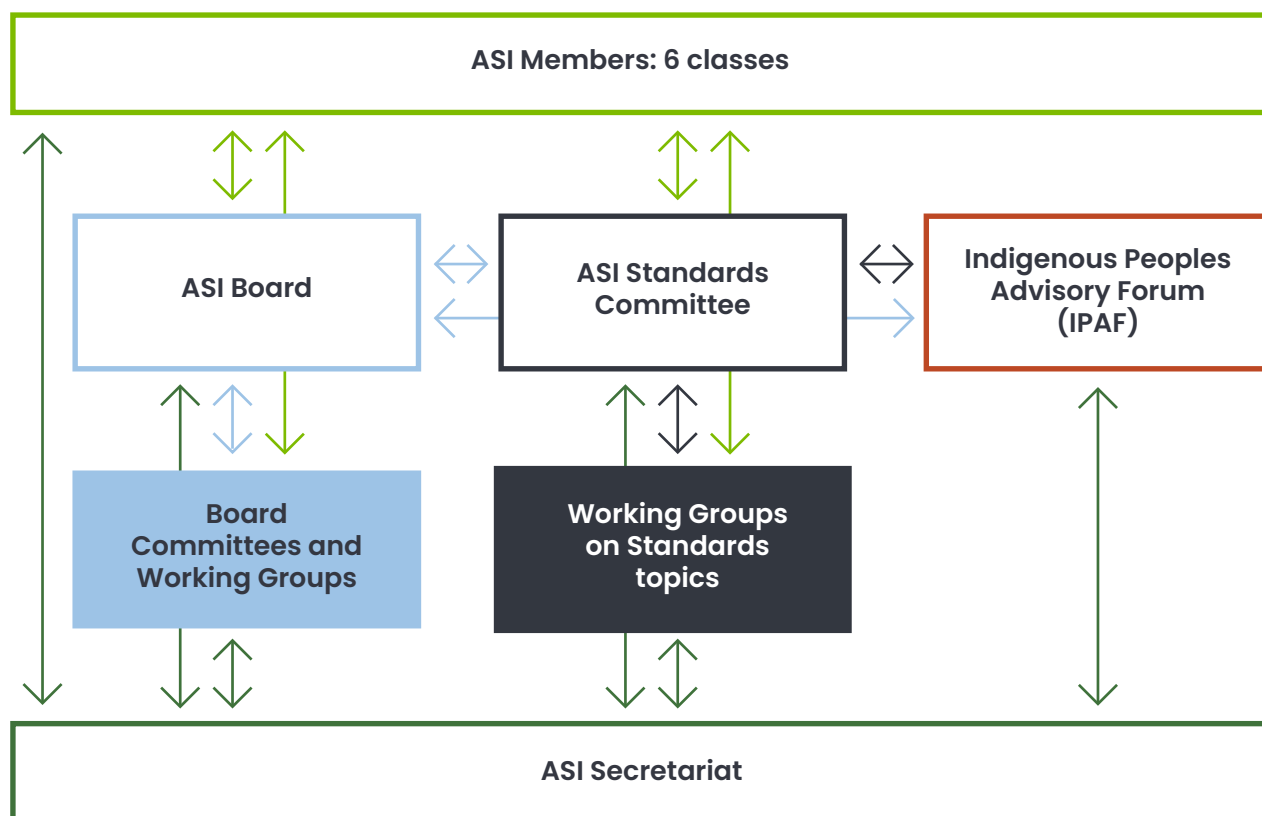 ASI Members: 6 classes
ASI Board
ASI Standards
Committee
Indigenous Peoples
Advisory Forum
(IPAF)
Board
Committees and
Working Groups
Working Groups
on Standards
topics
ASI Secretariat